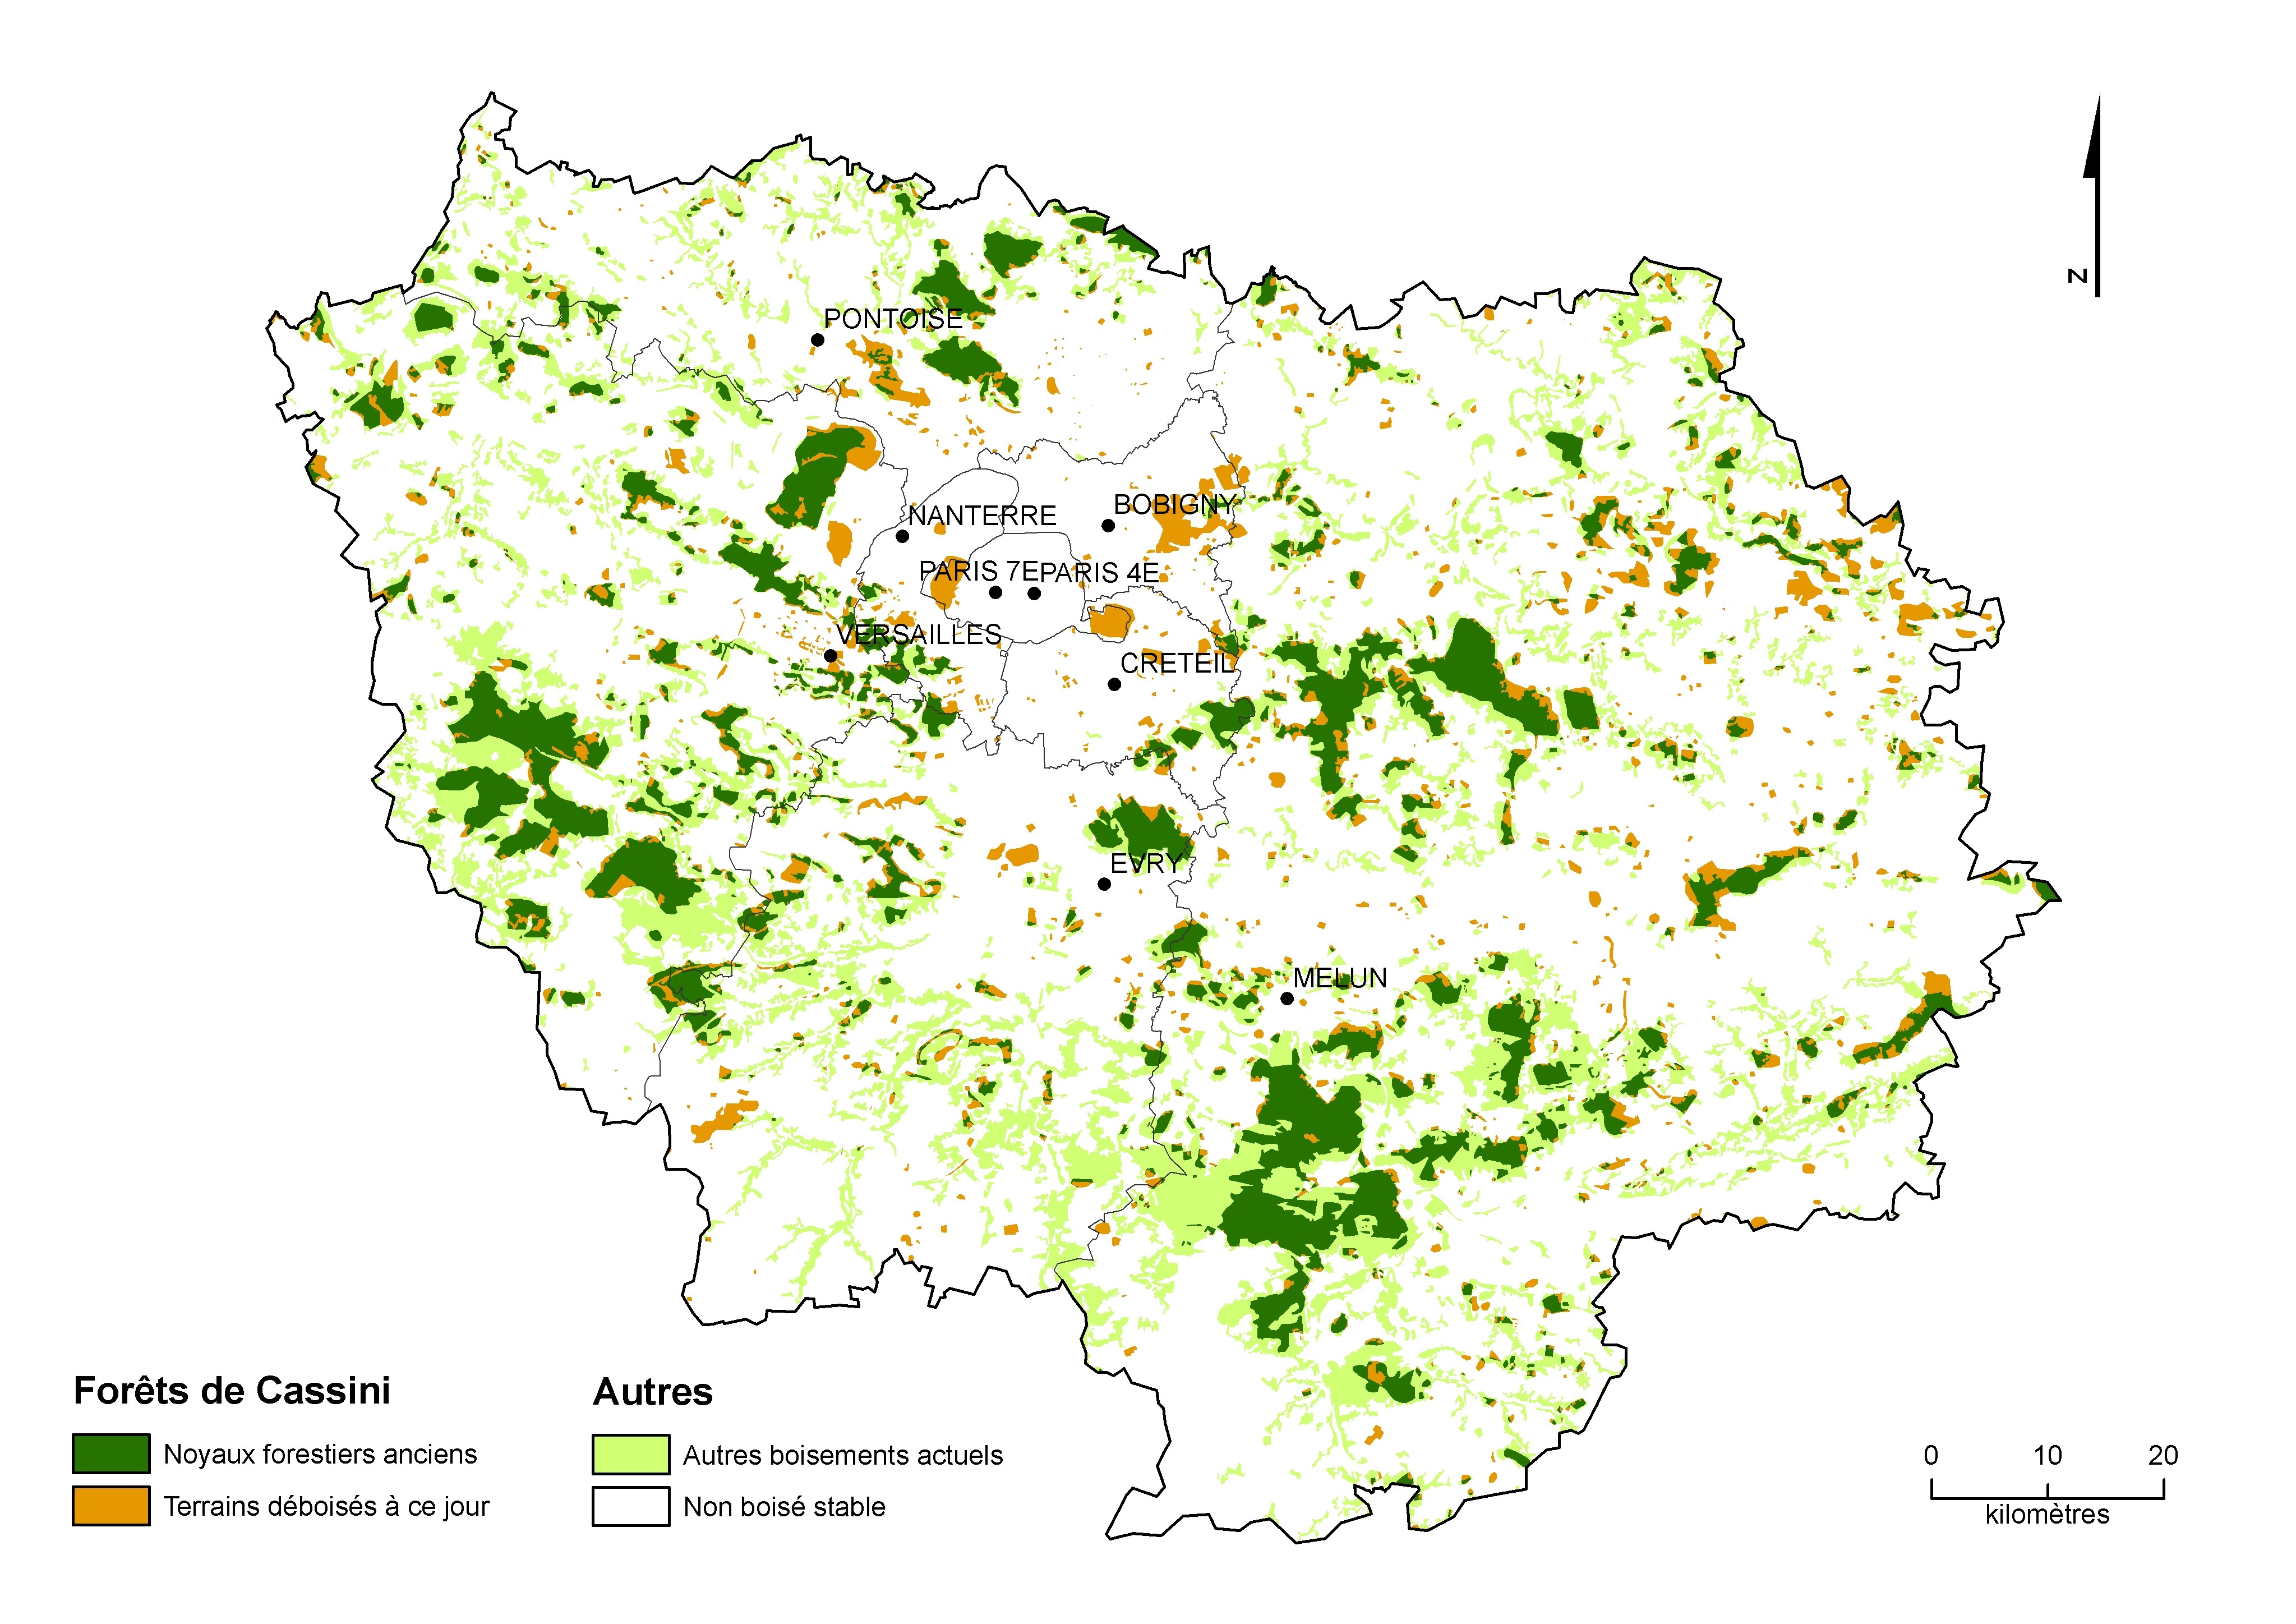 N
PONTOISE
NANTERRE
BOBIGNY
PARIS 7E
PARIS 4E
VERSAILLES
CRETEIL
EVRY
MELUN
Forêts de Cassini
Noyaux forestiers anciens
Terrains déboisés à ce jour
Autres
Autres boisements actuels
Non boisé stable
0 10 20
kilomètres